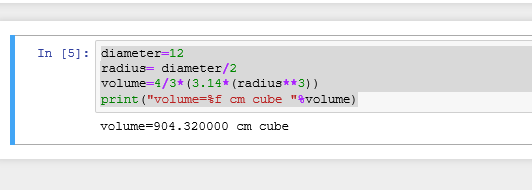 In [5]: diameter=12
radius= diameter/2
volume=4/3*(3.14*(radius**3))
print("volume=%f cm cube "%volume)
volume=904.320000 cm cube